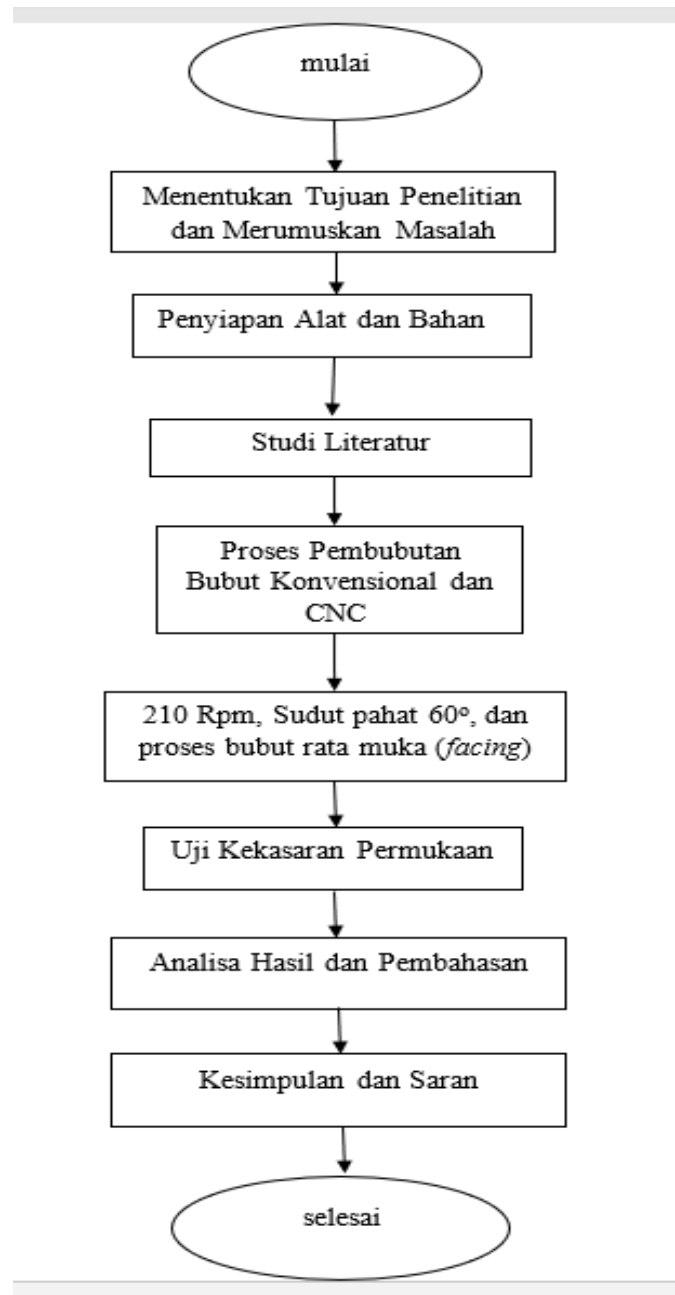 mulai
Menentukan Tujuan Penelitian
dan Merumuskan Masalah
Penyiapan Alat dan Bahan
Studi Literatur
Proses Pembubutan
Bubut Konvensional dan
CNC
210 Rpm, Sudut pahat 60º, dan
proses bubut rata muka (facing)
Uji Kekasaran Permukaan
Analisa Hasil dan Pembahasan
Kesimpulan dan Saran
selesai